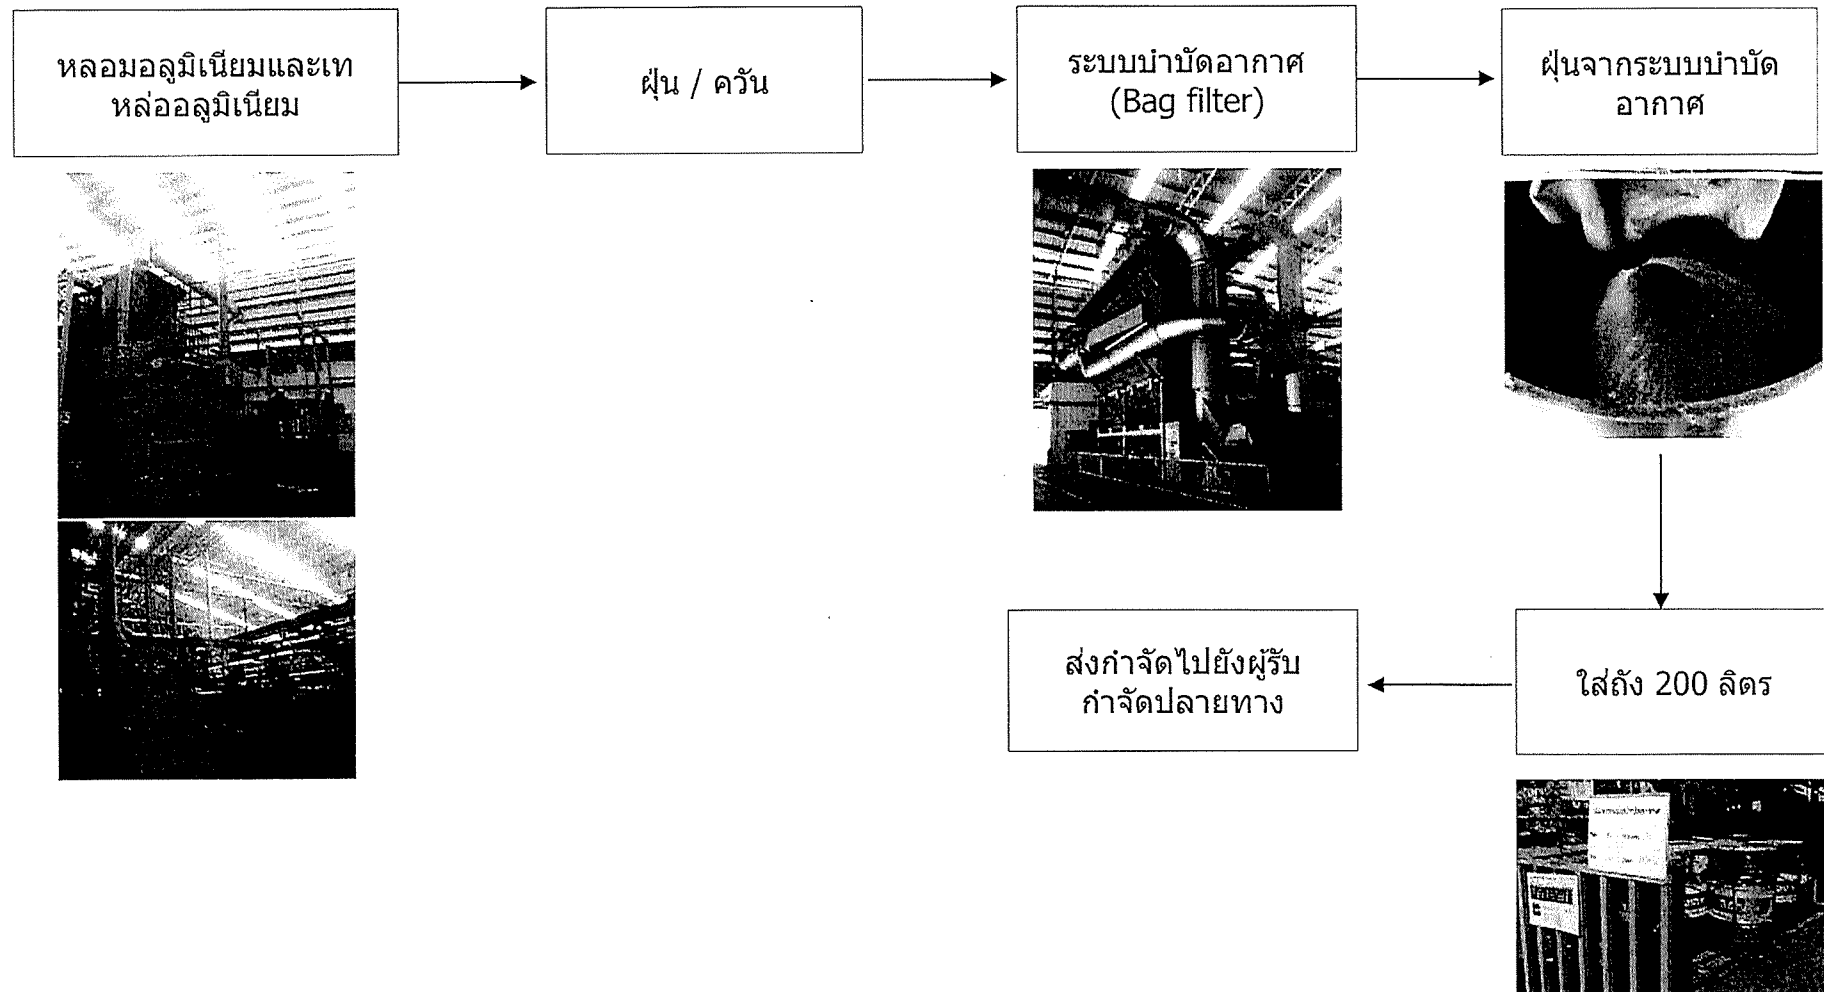 หลอมอลูมิเนียมและเท
หล่ออลูมิเนียม
ฝุ่น / ควัน
ระบบบำบัดอากาศ
(Bag filter)
ฝุ่นจากระบบบำบัด
อากาศ
ส่งกำจัดไปยังผู้รับ
กำจัดปลายทาง
ใส่ถัง 200 ลิตร